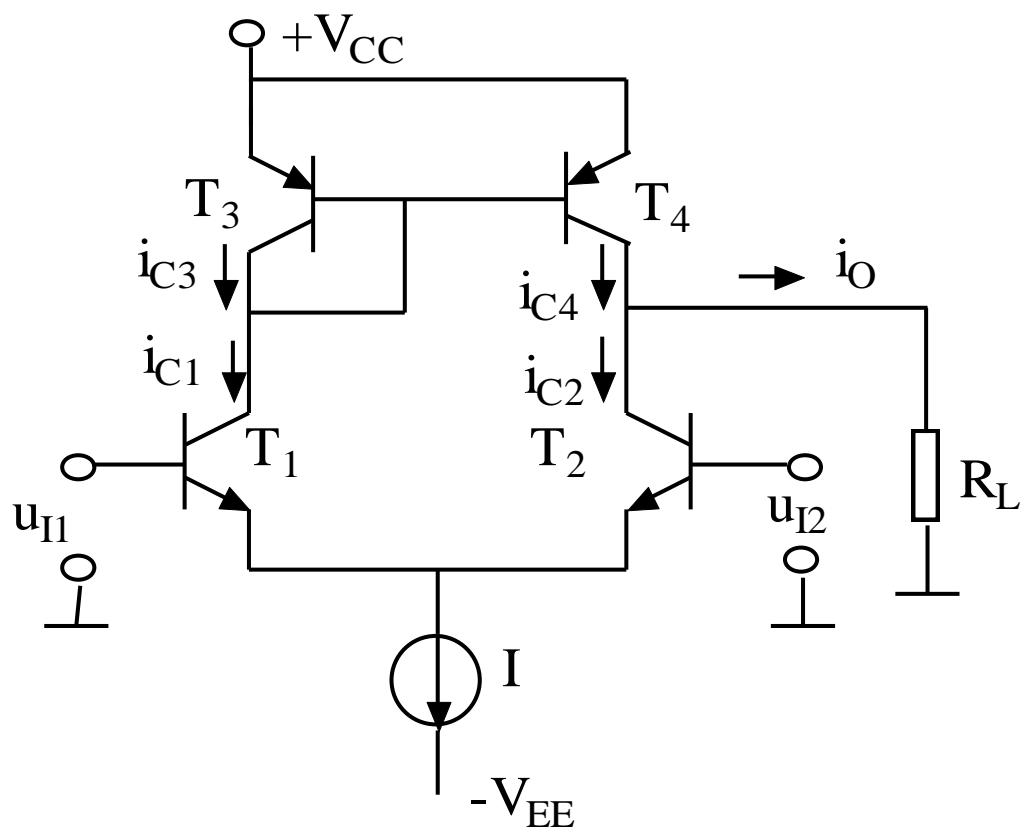 +V_CC
T_3
T_4
i_C3
i_C4
i_O
i_C1
i_C2
T_1
T_2
R_L
u_I1
u_I2
I
-V_EE